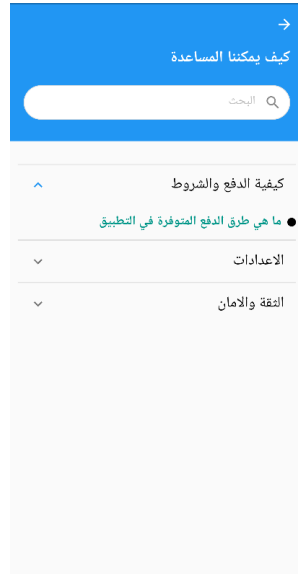 كيف يمكننا المساعدة
البحث
كيفية الدفع والشروط
ما هي طرق الدفع المتوفرة في التطبيق
الاعدادات
الثقة والامان